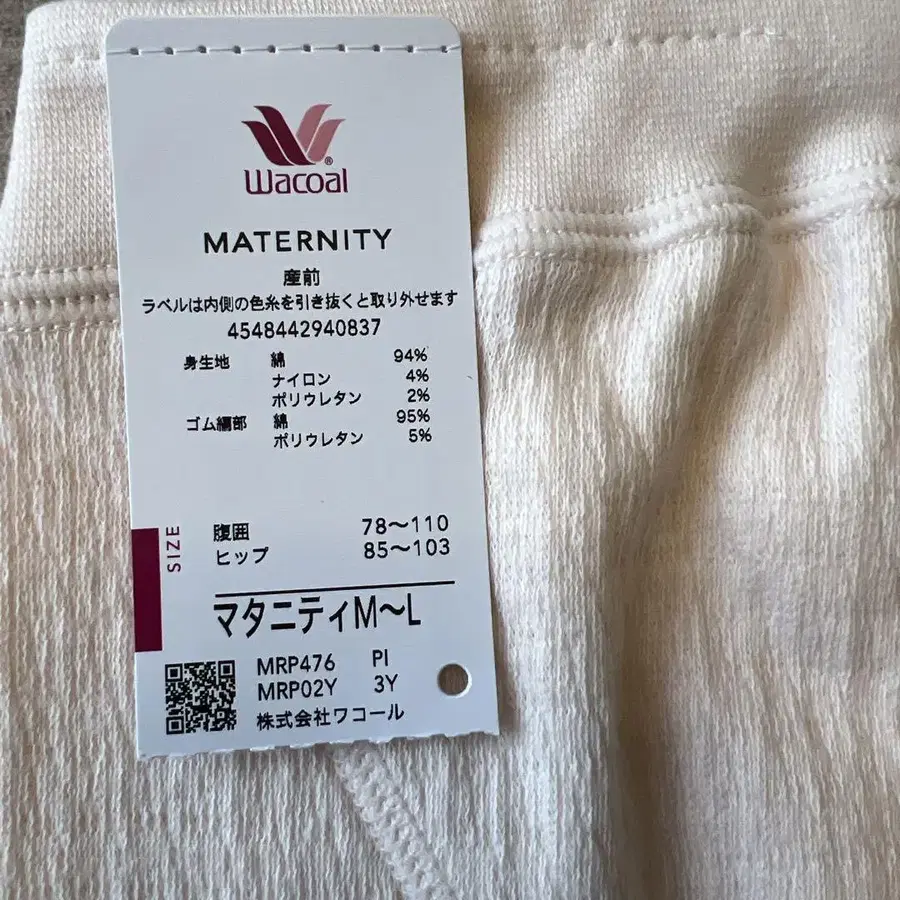 Wacoal®
MATERNITY
産前
ラベルは内側の色糸を引き抜くと取り外せます
4548442940837
身生地 綿 94%
ナイロン 4%
ポリウレタン 2%
ゴム編部 綿 95%
ポリウレタン 5%
SIZE
腹囲 78〜110
ヒップ 85〜103
マタニティM〜L
MRP476 PI
MRP02Y 3Y
株式会社ワコール